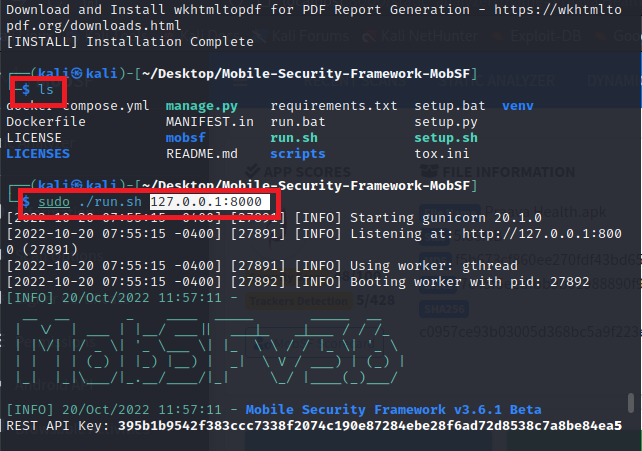 Download and Install wkhtmltopdf for PDF Report Generation - https://wkhtmlto
pdf.org/downloads.html
[INSTALL] Installation Complete
(kali㉿kali)-[~/Desktop/Mobile-Security-Framework-MobSF]
$ ls
docker-compose.yml manage.py requirements.txt setup.bat venv
Dockerfile MANIFEST.in run.bat setup.py
LICENSE mobsf run.sh setup.sh
LICENSES README.md scripts tox.ini
(kali㉿kali)-[~/Desktop/Mobile-Security-Framework-MobSF]
$ sudo ./run.sh 127.0.0.1:8000
[2022-10-20 07:55:15 -0400] [27891] [INFO] Starting gunicorn 20.1.0
[2022-10-20 07:55:15 -0400] [27891] [INFO] Listening at: http://127.0.0.1:800
0 (27891)
[2022-10-20 07:55:15 -0400] [27891] [INFO] Using worker: gthread
[2022-10-20 07:55:15 -0400] [27892] [INFO] Booting worker with pid: 27892
[INFO] 20/Oct/2022 11:57:11 -
MobSF v3.6
[INFO] 20/Oct/2022 11:57:11 - Mobile Security Framework v3.6.1 Beta
REST API Key: 395b1b9542f383ccc7338f2074c190e87284ebe28f6ad72d8538c7a8be84ea5